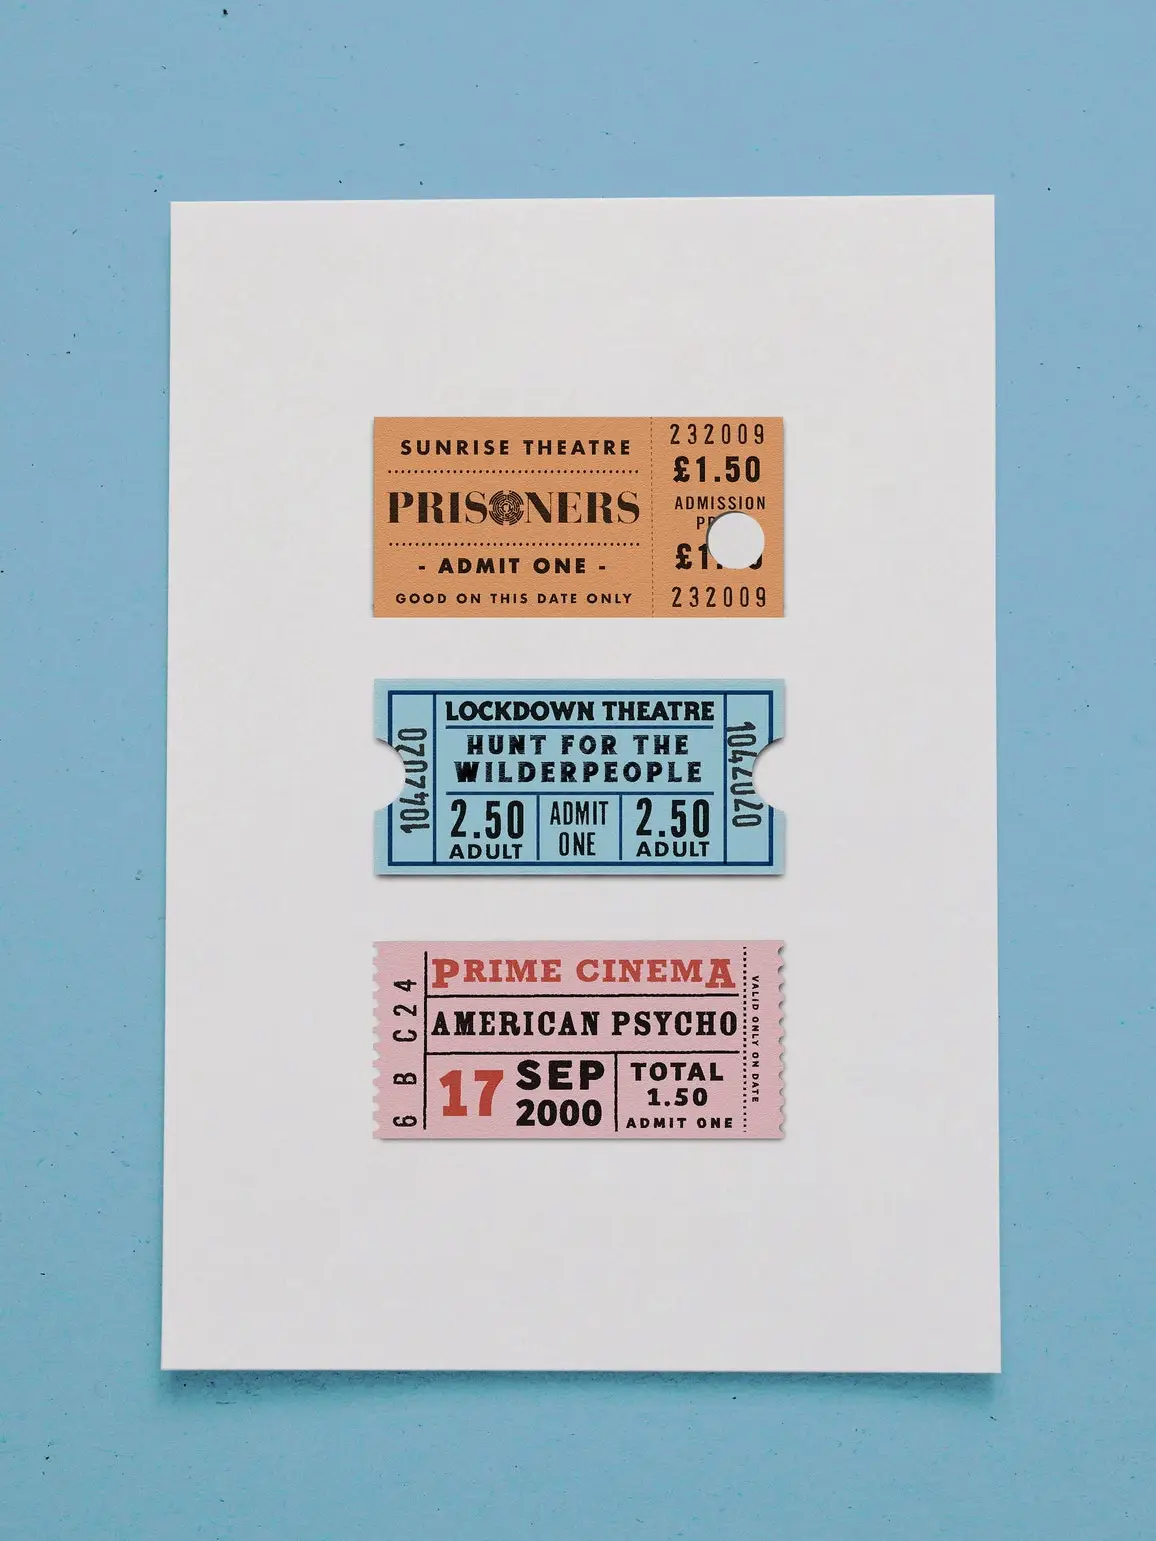 SUNRISE THEATRE
PRISONERS
- ADMIT ONE -
GOOD ON THIS DATE ONLY
232009
£1.50
ADMISSION
232009
LOCKDOWN THEATRE
HUNT FOR THE
WILDERPEOPLE
2.50
ADULT
ADMIT
ONE
2.50
ADULT
1042020
1042020
6 B C24
PRIME CINEMA
AMERICAN PSYCHO
17 SEP
2000
TOTAL
1.50
ADMIT ONE
VALID ONLY ON DATE